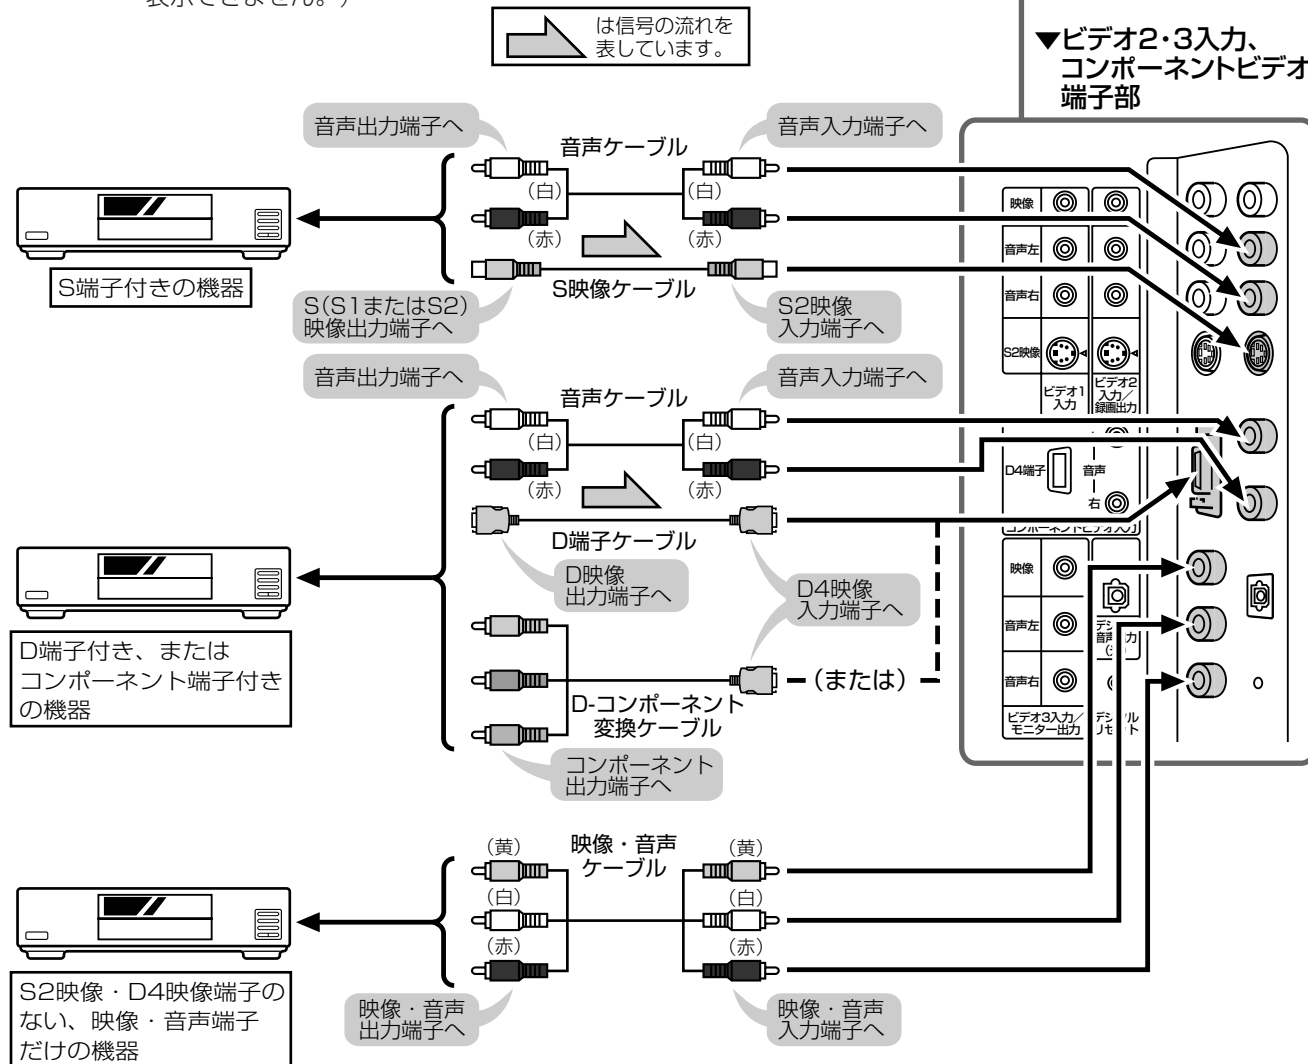 表示できません。)
は信号の流れを
表しています。
▼ビデオ2・3入力、
コンポーネントビデオ
端子部
音声出力端子へ
音声ケーブル
音声入力端子へ
(白)
(白)
(赤)
(赤)
S端子付きの機器
S映像ケーブル
S(S1またはS2)
映像出力端子へ
S2映像
入力端子へ
映像
音声左
音声右
S2映像
ビデオ1
入力
ビデオ2
入力/
録画出力
音声出力端子へ
音声ケーブル
音声入力端子へ
(白)
(白)
(赤)
(赤)
D4端子
音声
右
コンポーネントビデオ入力
D端子ケーブル
D映像
出力端子へ
D4映像
入力端子へ
映像
音声左
音声右
ビデオ3入力/
モニター出力
D端子付き、または
コンポーネント端子付き
の機器
(または)
D-コンポーネント
変換ケーブル
コンポーネント
出力端子へ
映像・音声
ケーブル
(黄)
(黄)
(白)
(白)
(赤)
(赤)
S2映像・D4映像端子の
ない、映像・音声端子
だけの機器
映像・音声
出力端子へ
映像・音声
入力端子へ